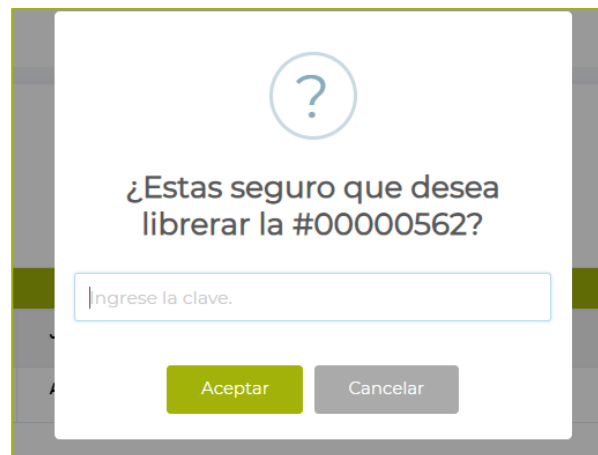 ?
¿Estas seguro que desea
librerar la #00000562?
Ingrese la clave.
Aceptar
Cancelar